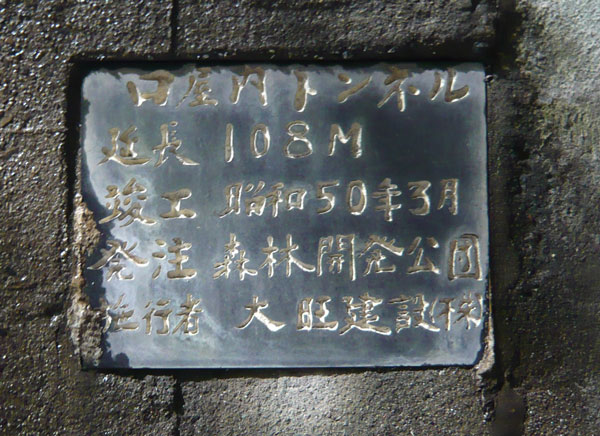 口屋内トンネル
延長 108M
竣工 昭和50年3月
発注 森林開発公団
施行者 大旺建設(株)